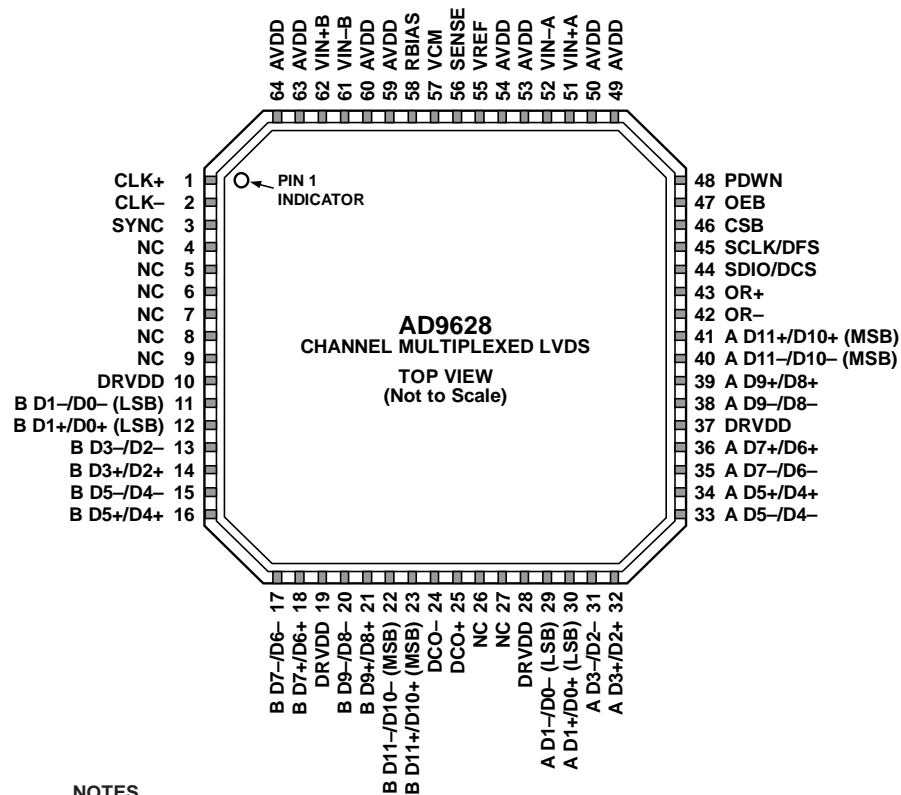 64 AVDD
63 AVDD
62 VIN+B
61 VIN–B
60 AVDD
59 AVDD
58 RBIAS
57 VCM
56 SENSE
55 VREF
54 AVDD
53 AVDD
52 VIN–A
51 VIN+A
50 AVDD
49 AVDD
CLK+ 1
CLK– 2
SYNC 3
NC 4
NC 5
NC 6
NC 7
NC 8
NC 9
DRVDD 10
B D1–/D0– (LSB) 11
B D1+/D0+ (LSB) 12
B D3–/D2– 13
B D3+/D2+ 14
B D5–/D4– 15
B D5+/D4+ 16
PIN 1
INDICATOR
AD9628
CHANNEL MULTIPLEXED LVDS
TOP VIEW
(Not to Scale)
48 PDWN
47 OEB
46 CSB
45 SCLK/DFS
44 SDIO/DCS
43 OR+
42 OR–
41 A D11+/D10+ (MSB)
40 A D11–/D10– (MSB)
39 A D9+/D8+
38 A D9–/D8–
37 DRVDD
36 A D7+/D6+
35 A D7–/D6–
34 A D5+/D4+
33 A D5–/D4–
B D7–/D6– 17
B D7+/D6+ 18
DRVDD 19
B D9–/D8– 20
B D9+/D8+ 21
B D11–/D10– (MSB) 22
B D11+/D10+ (MSB) 23
DCO– 24
DCO+ 25
NC 26
NC 27
DRVDD 28
A D1–/D0– (LSB) 29
A D1+/D0+ (LSB) 30
A D3–/D2– 31
A D3+/D2+ 32
NOTES